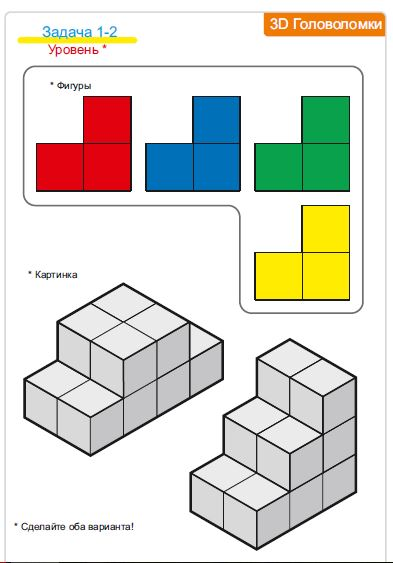 3D Головоломки
Задача 1-2
Уровень *
* Фигуры
* Картинка
* Сделайте оба варианта!